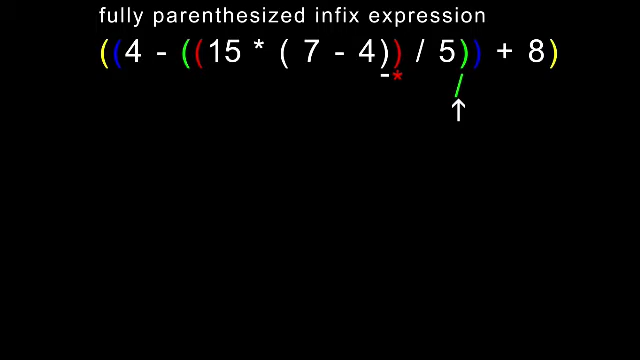 fully parenthesized infix expression
((4 - ((15 * ( 7 - 4)) / 5)) + 8)
- * /
↑